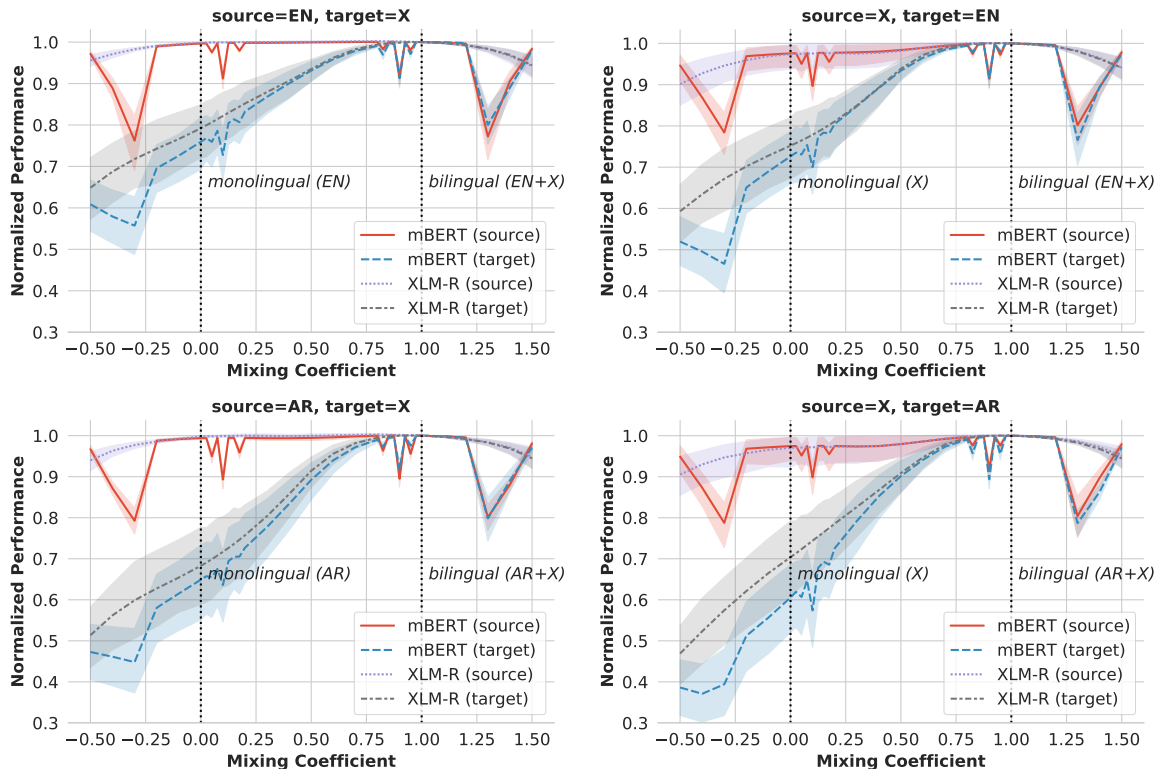 source=EN, target=X
1.0
0.9
0.8
0.7
0.6
0.5
0.4
0.3
Normalized Performance
monolingual (EN)
bilingual (EN+X)
mBERT (source)
mBERT (target)
XLM-R (source)
XLM-R (target)
−0.50 −0.25 0.00 0.25 0.50 0.75 1.00 1.25 1.50
Mixing Coefficient
source=X, target=EN
1.0
0.9
0.8
0.7
0.6
0.5
0.4
0.3
Normalized Performance
monolingual (X)
bilingual (EN+X)
mBERT (source)
mBERT (target)
XLM-R (source)
XLM-R (target)
−0.50 −0.25 0.00 0.25 0.50 0.75 1.00 1.25 1.50
Mixing Coefficient
source=AR, target=X
1.0
0.9
0.8
0.7
0.6
0.5
0.4
0.3
Normalized Performance
monolingual (AR)
bilingual (AR+X)
mBERT (source)
mBERT (target)
XLM-R (source)
XLM-R (target)
−0.50 −0.25 0.00 0.25 0.50 0.75 1.00 1.25 1.50
Mixing Coefficient
source=X, target=AR
1.0
0.9
0.8
0.7
0.6
0.5
0.4
0.3
Normalized Performance
monolingual (X)
bilingual (AR+X)
mBERT (source)
mBERT (target)
XLM-R (source)
XLM-R (target)
−0.50 −0.25 0.00 0.25 0.50 0.75 1.00 1.25 1.50
Mixing Coefficient